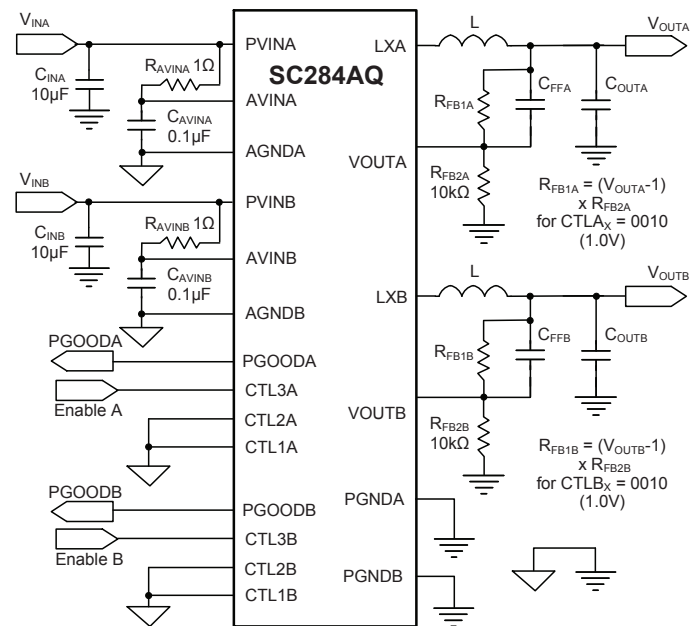 VINA
CINA
10µF
RAVINA 1Ω
CAVINA
0.1µF
VINB
CINB
10µF
RAVINB 1Ω
CAVINB
0.1µF
PGOODA
Enable A
PGOODB
Enable B
SC284AQ
PVINA
AVINA
AGNDA
PVINB
AVINB
AGNDB
PGOODA
CTL3A
CTL2A
CTL1A
PGOODB
CTL3B
CTL2B
CTL1B
LXA
VOUTA
LXB
VOUTB
PGNDA
PGNDB
L
VOUTA
RFB1A
CFFA
COUTA
RFB2A
10kΩ
RFB1A = (VOUTA-1)
x RFB2A
for CTLAX = 0010
(1.0V)
L
VOUTB
RFB1B
CFFB
COUTB
RFB2B
10kΩ
RFB1B = (VOUTB-1)
x RFB2B
for CTLBX = 0010
(1.0V)